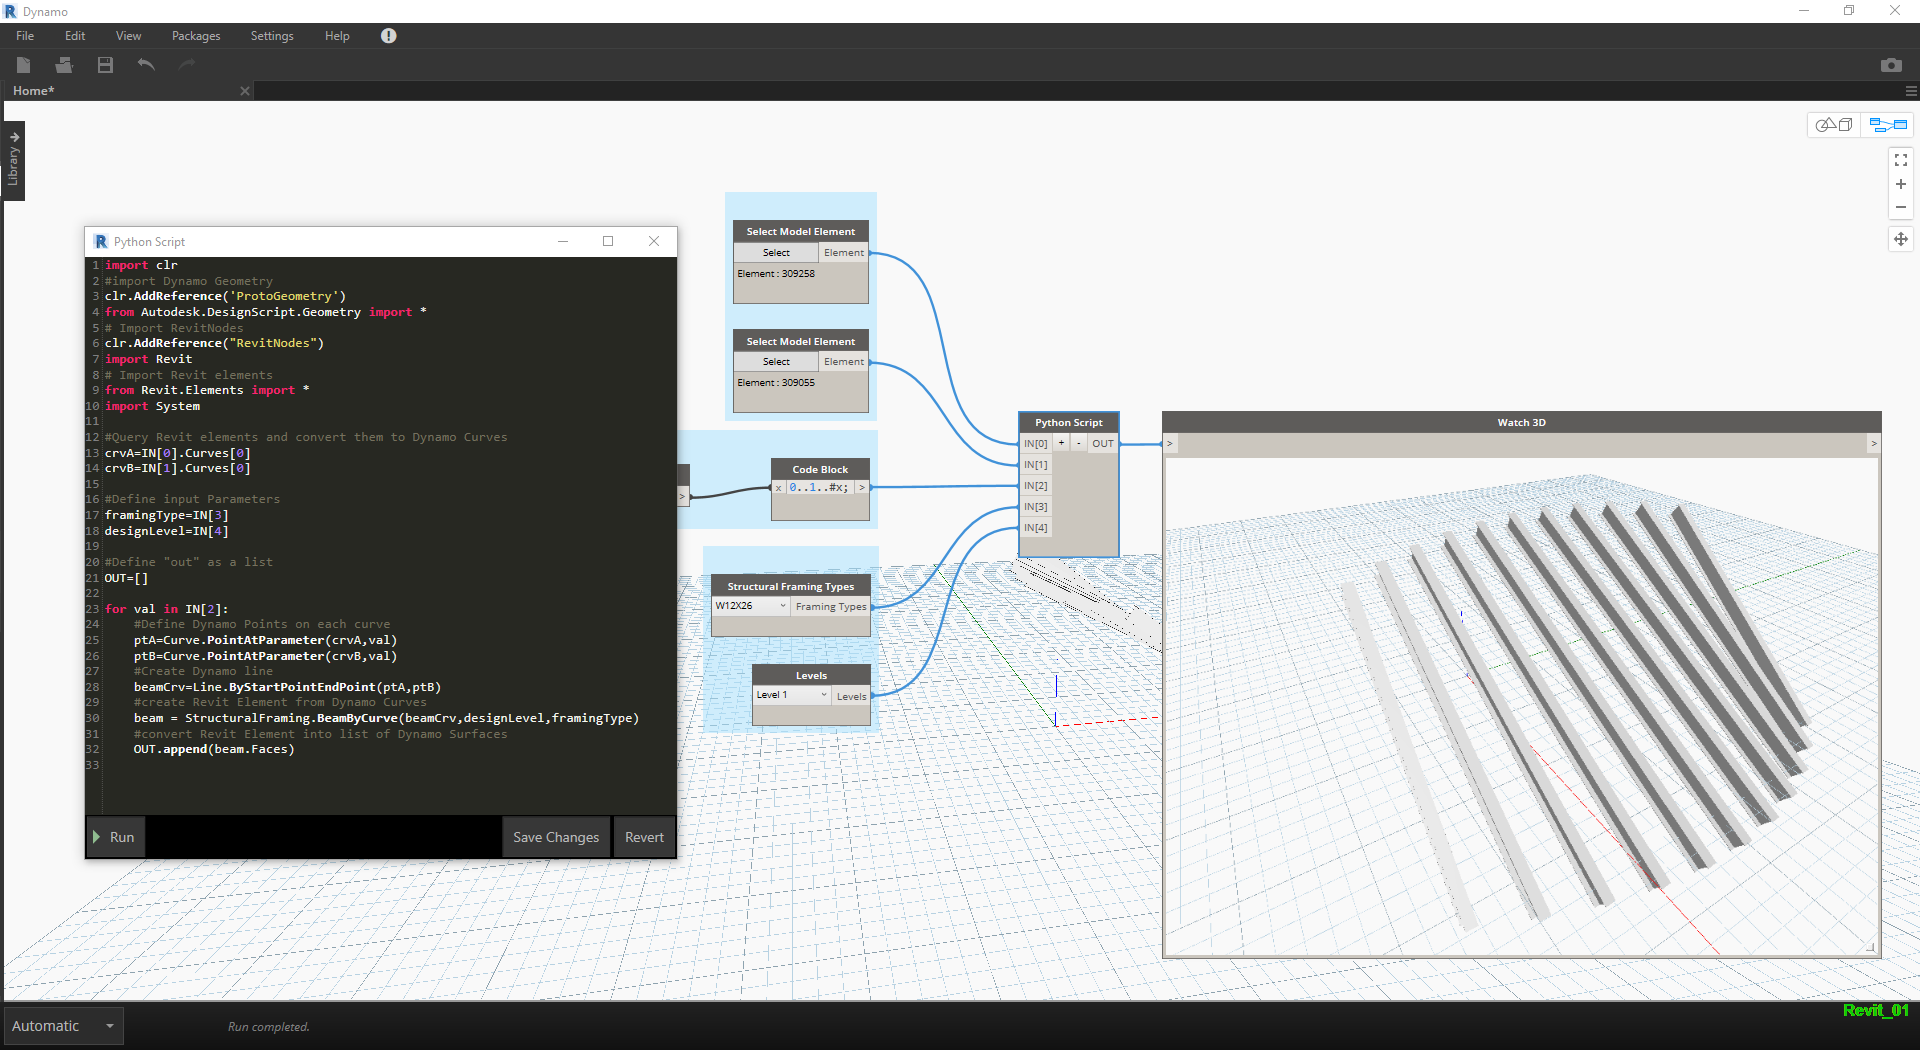 Dynamo
File Edit View Packages Settings Help
Home*
Library
Python Script
1 import clr
2 #import Dynamo Geometry
3 clr.AddReference('ProtoGeometry')
4 from Autodesk.DesignScript.Geometry import *
5 # Import RevitNodes
6 clr.AddReference("RevitNodes")
7 import Revit
8 # Import Revit elements
9 from Revit.Elements import *
10 import System
11
12 #Query Revit elements and convert them to Dynamo Curves
13 crvA=IN[0].Curves[0]
14 crvB=IN[1].Curves[0]
15
16 #Define input Parameters
17 framingType=IN[3]
18 designLevel=IN[4]
19
20 #Define "out" as a list
21 OUT=[]
22
23 for val in IN[2]:
24 #Define Dynamo Points on each curve
25 ptA=Curve.PointAtParameter(crvA,val)
26 ptB=Curve.PointAtParameter(crvB,val)
27 #Create Dynamo line
28 beamCrv=Line.ByStartPointEndPoint(ptA,ptB)
29 #create Revit Element from Dynamo Curves
30 beam = StructuralFraming.BeamByCurve(beamCrv,designLevel,framingType)
31 #convert Revit Element into list of Dynamo Surfaces
32 OUT.append(beam.Faces)
33
Run Save Changes Revert
Select Model Element
Select Element
Element : 309258
Select Model Element
Select Element
Element : 309055
>
Code Block
x 0..1..#x; >
Structural Framing Types
W12X26 Framing Types
Levels
Level 1 Levels
Python Script
IN[0] + - OUT
IN[1]
IN[2]
IN[3]
IN[4]
Watch 3D
> >
Automatic Run completed.
Revit_01